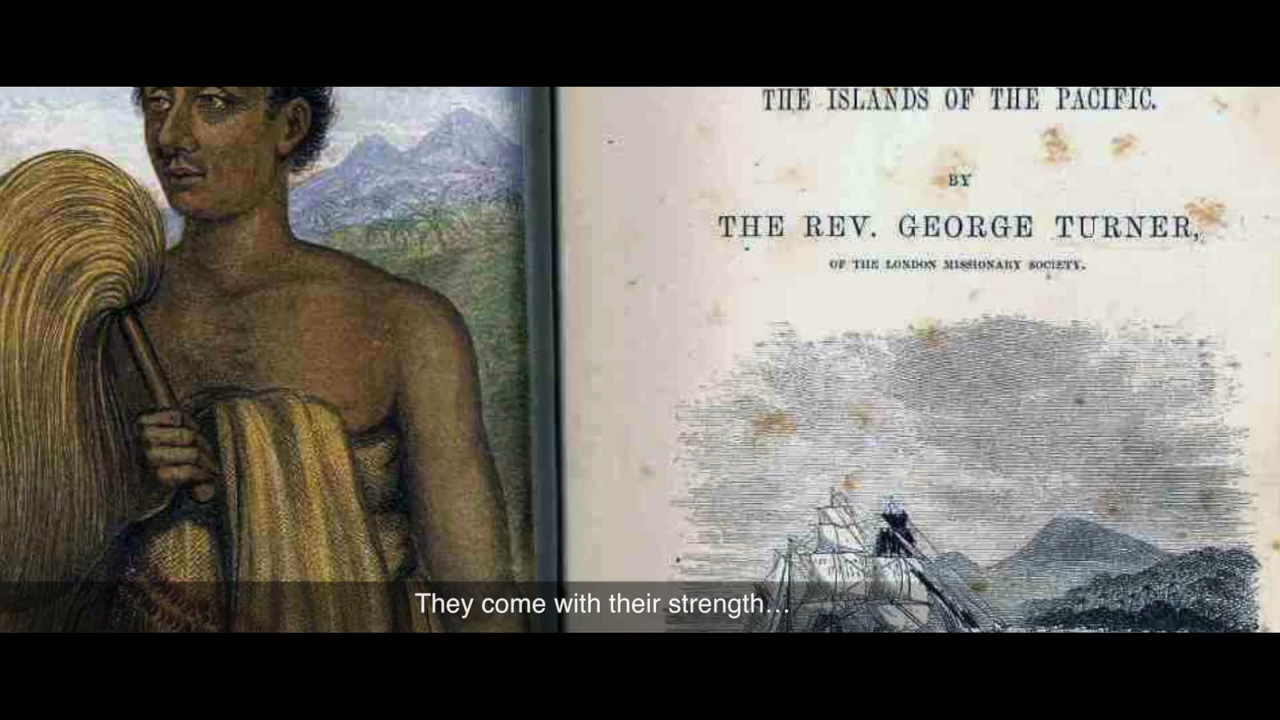 THE ISLANDS OF THE PACIFIC.
BY
THE REV. GEORGE TURNER,
OF THE LONDON MISSIONARY SOCIETY.
They come with their strength…